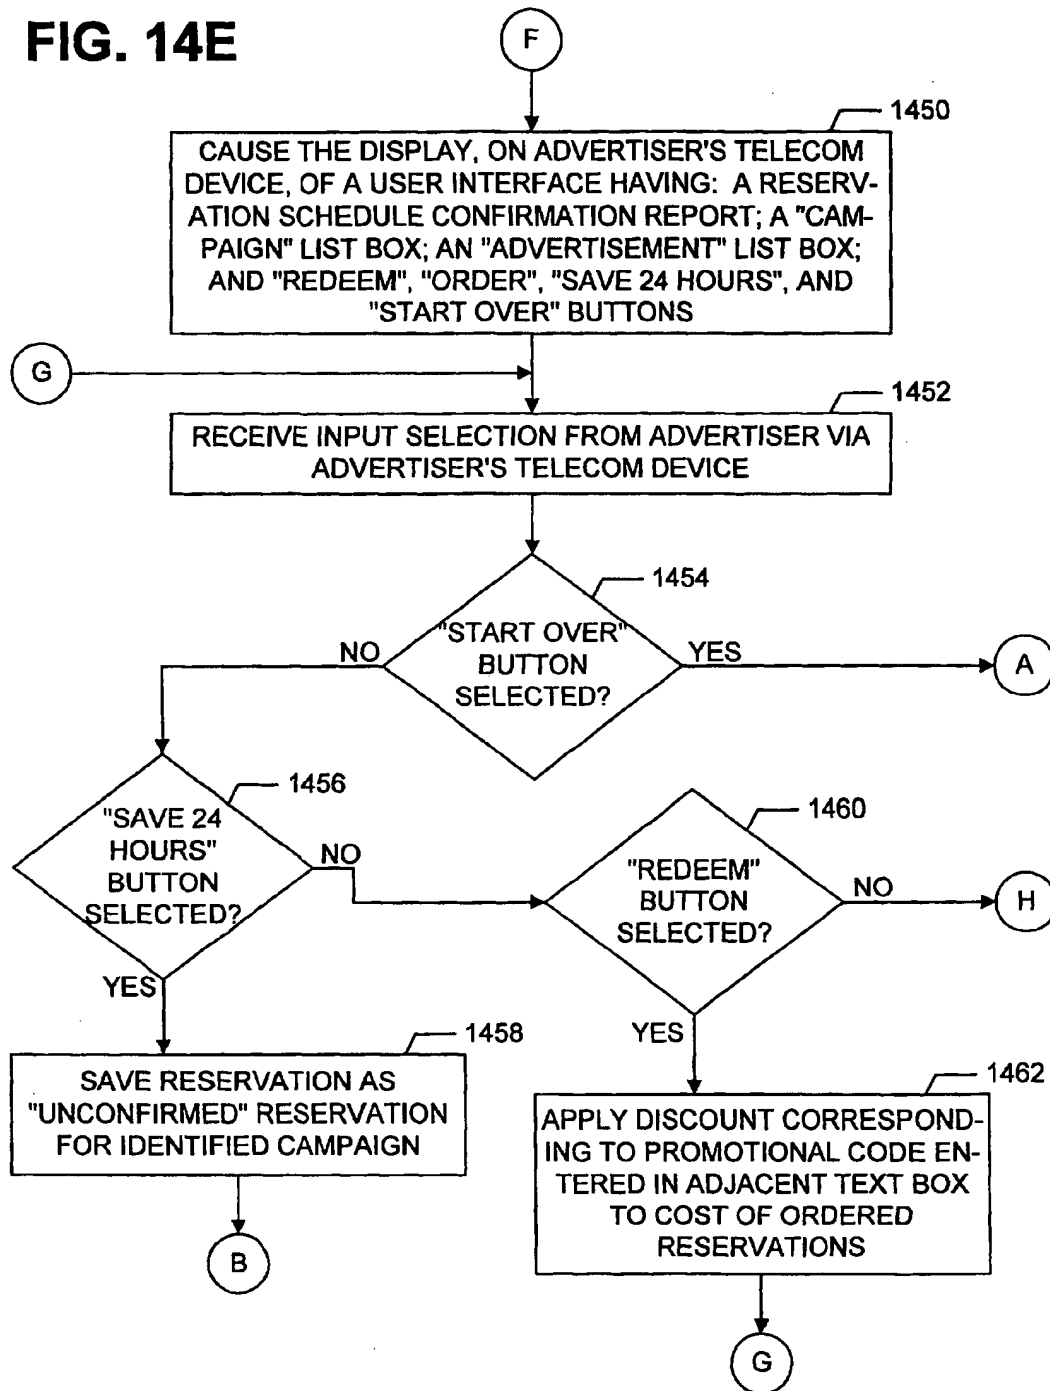 FIG. 14E
F
1450
CAUSE THE DISPLAY, ON ADVERTISER'S TELECOM
DEVICE, OF A USER INTERFACE HAVING: A RESERV-
ATION SCHEDULE CONFIRMATION REPORT; A "CAM-
PAIGN" LIST BOX; AN "ADVERTISEMENT" LIST BOX;
AND "REDEEM", "ORDER", "SAVE 24 HOURS", AND
"START OVER" BUTTONS
G
1452
RECEIVE INPUT SELECTION FROM ADVERTISER VIA
ADVERTISER'S TELECOM DEVICE
1454
"START OVER"
BUTTON
SELECTED?
NO
YES
A
1456
"SAVE 24
HOURS"
BUTTON
SELECTED?
NO
YES
1460
"REDEEM"
BUTTON
SELECTED?
NO
H
YES
1458
SAVE RESERVATION AS
"UNCONFIRMED" RESERVATION
FOR IDENTIFIED CAMPAIGN
B
1462
APPLY DISCOUNT CORRESPOND-
ING TO PROMOTIONAL CODE EN-
TERED IN ADJACENT TEXT BOX
TO COST OF ORDERED
RESERVATIONS
G